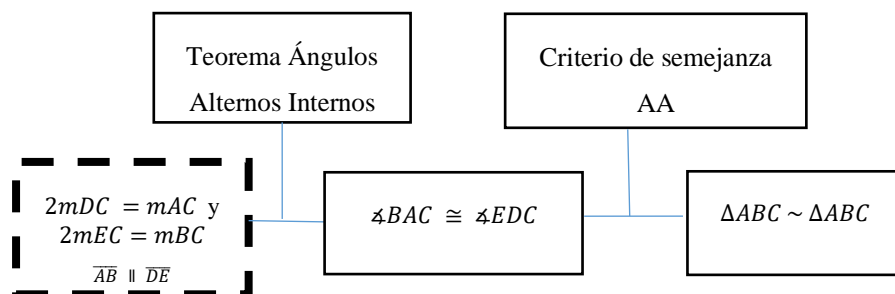 Teorema Ángulos
Alternos Internos
Criterio de semejanza
AA
2mDC = mAC y
2mEC = mBC
AB ∥ DE
∡BAC ≅ ∡EDC
ΔABC ~ ΔABC